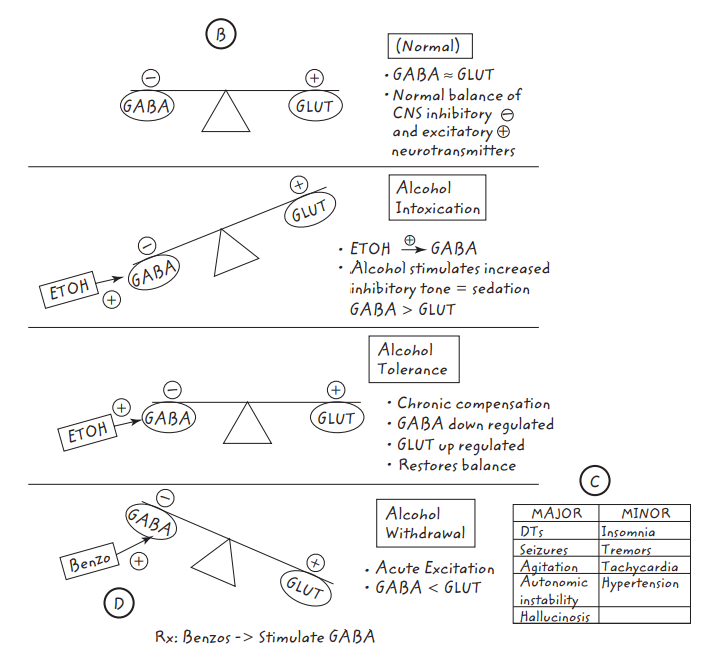 B
(Normal)
− +
GABA GLUT
• GABA ≈ GLUT
• Normal balance of
CNS inhibitory ⊖
and excitatory ⊕
neurotransmitters
Alcohol
Intoxication
+
GLUT
−
GABA
ETOH
+
• ETOH ⊕→ GABA
• Alcohol stimulates increased
inhibitory tone = sedation
GABA > GLUT
Alcohol
Tolerance
− +
+
ETOH GABA GLUT
• Chronic compensation
• GABA down regulated
• GLUT up regulated
• Restores balance
Alcohol
Withdrawal
−
GABA
Benzo
+
+
GLUT
• Acute Excitation
• GABA < GLUT
D
Rx: Benzos -> Stimulate GABA
C
MAJOR MINOR
DTs Insomnia
Seizures Tremors
Agitation Tachycardia
Autonomic Hypertension
instability
Hallucinosis